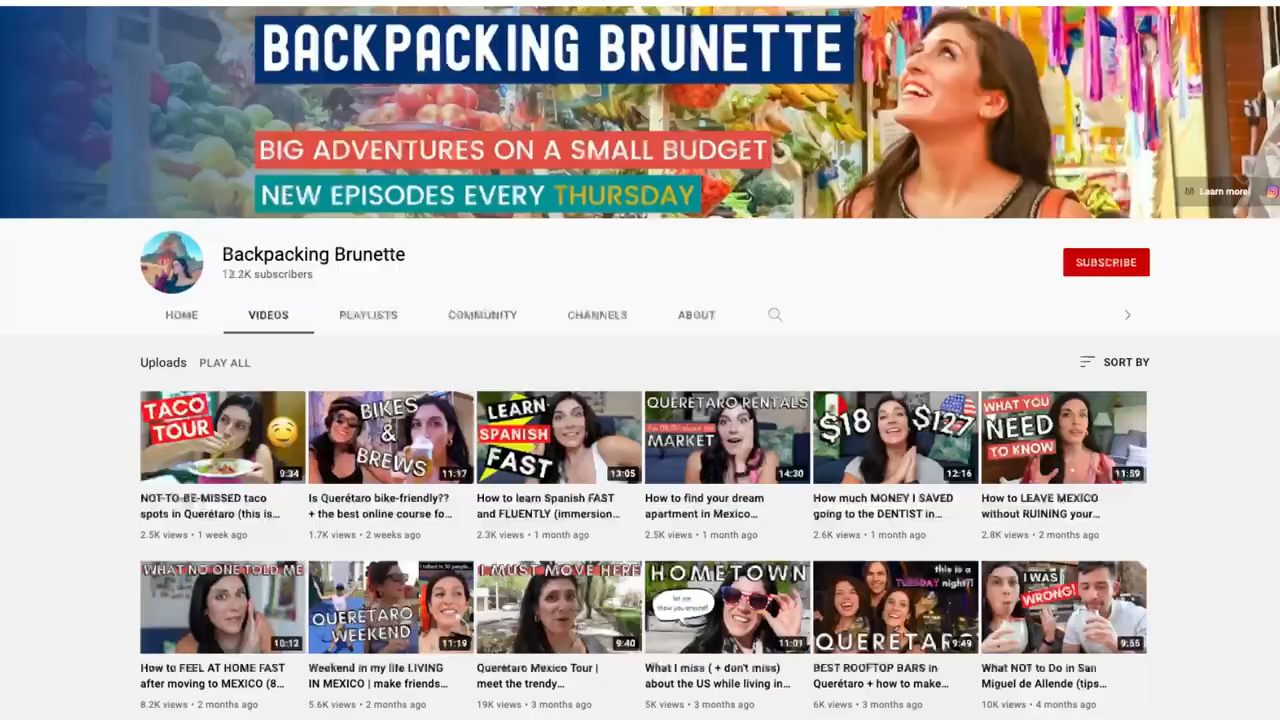 BACKPACKING BRUNETTE
BIG ADVENTURES ON A SMALL BUDGET
NEW EPISODES EVERY THURSDAY
Learn more!
Backpacking Brunette
subscribers
SUBSCRIBE
HOME VIDEOS PLAYLISTS COMMUNITY CHANNELS ABOUT
Uploads PLAY ALL SORT BY
TACO TOUR
9:34
BIKES & BREWS
11:17
LEARN SPANISH FAST
13:05
QUERÉTARO RENTALS
MARKET
14:30
$18 $127
12:16
WHAT YOU NEED TO KNOW
11:59
NOT-TO-BE-MISSED taco
spots in Querétaro (this is...
2.5K views • 1 week ago
Is Querétaro bike-friendly??
+ the best online course fo...
1.7K views • 2 weeks ago
How to learn Spanish FAST
and FLUENTLY (immersion...
2.3K views • 1 month ago
How to find your dream
apartment in Mexico...
2.5K views • 1 month ago
How much MONEY I SAVED
going to the DENTIST in...
2.6K views • 1 month ago
How to LEAVE MEXICO
without RUINING your...
2.8K views • 2 months ago
WHAT NO ONE TOLD ME
10:12
I talked to 30 people...
QUERÉTARO
WEEKEND
11:19
I MUST MOVE HERE
9:40
HOMETOWN
let me
show you around!
11:01
this is a
TUESDAY night?!
QUERÉTARO
9:49
I WAS
WRONG!
9:55
How to FEEL AT HOME FAST
after moving to MEXICO (8...
8.2K views • 2 months ago
Weekend in my life LIVING
IN MEXICO | make friends...
5.6K views • 2 months ago
Queretaro Mexico Tour |
meet the trendy...
19K views • 3 months ago
What I miss ( + don't miss)
about the US while living in...
5K views • 3 months ago
BEST ROOFTOP BARS in
Querétaro + how to make...
6K views • 3 months ago
What NOT to Do in San
Miguel de Allende (tips...
10K views • 4 months ago